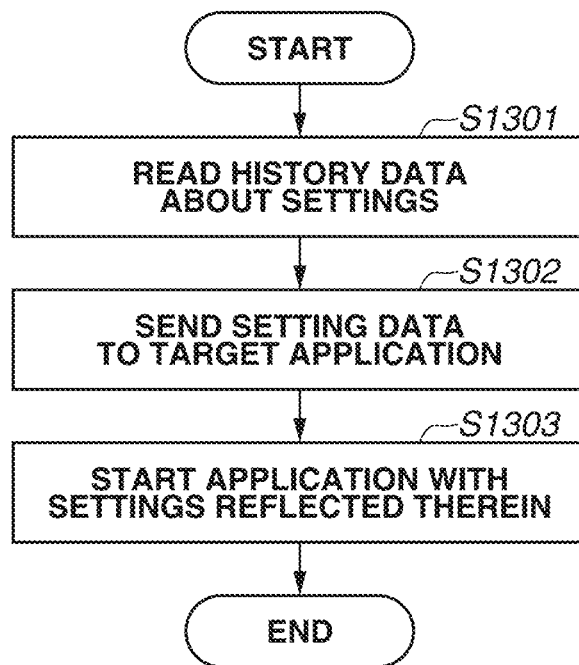 START
S1301
READ HISTORY DATA
ABOUT SETTINGS
S1302
SEND SETTING DATA
TO TARGET APPLICATION
S1303
START APPLICATION WITH
SETTINGS REFLECTED THEREIN
END